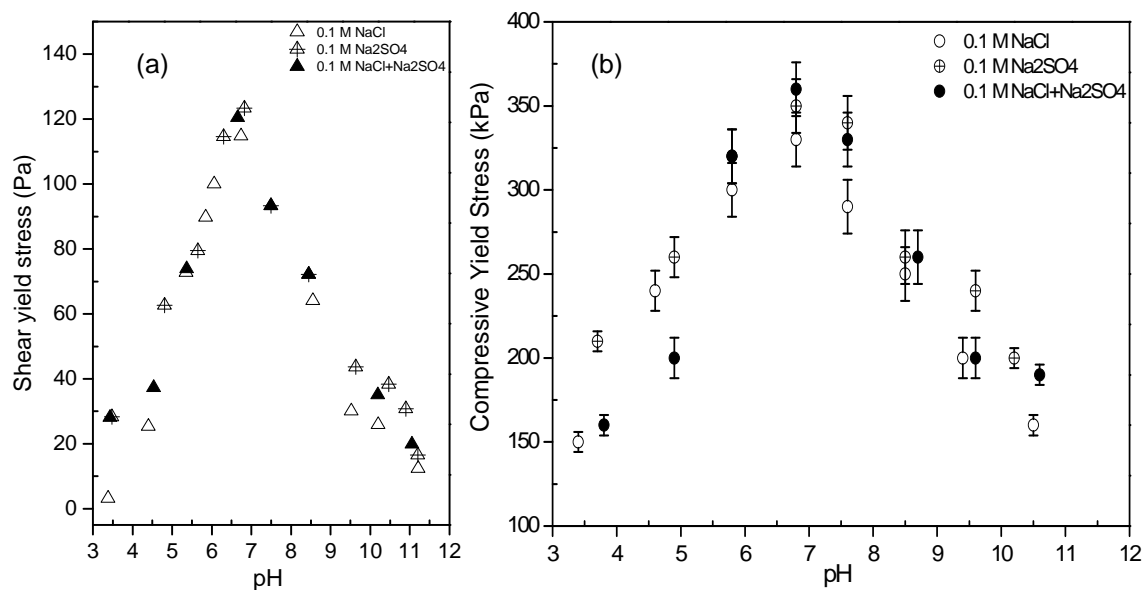 (a)
0.1 M NaCl
0.1 M Na2SO4
0.1 M NaCl+Na2SO4
Shear yield stress (Pa)
140
120
100
80
60
40
20
0
3 4 5 6 7 8 9 10 11 12
pH
(b)
0.1 M NaCl
0.1 M Na2SO4
0.1 M NaCl+Na2SO4
Compressive Yield Stress (kPa)
400
350
300
250
200
150
100
3 4 5 6 7 8 9 10 11 12
pH